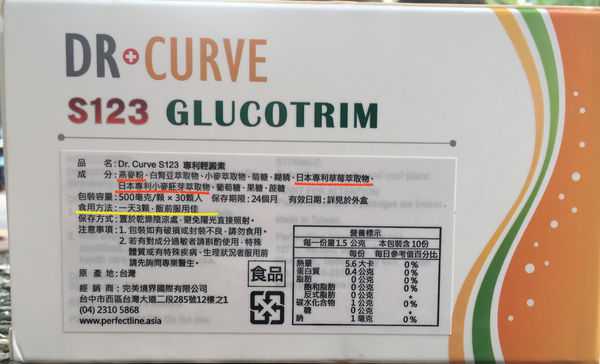 DR+CURVE
S123 GLUCOTRIM
品 名:Dr. Curve S123 專利輕澱素
成 分:燕麥粉、白腎豆萃取物、小麥萃取物、菊糖、糊精、日本專利草莓萃取物、
日本專利小麥胚芽萃取物、葡萄糖、果糖、蔗糖
包裝容量:500毫克/顆 × 30顆入 保存期限:24個月 有效日期:詳見於外盒
食用方法:一天3顆,飯前服用佳
保存方式:置於乾燥陰涼處,避免陽光直接照射。
注意事項:1. 包裝如有破損或封裝不良,請勿食用。
2. 若有對成分過敏者請斟酌使用,特殊
體質或有特殊疾病、生理狀況者服用前
請先詢問專業醫生。
原 產 地:台灣
經 銷 商:完美境界國際有限公司
台中市西區台灣大道二段285號12樓之1
(04) 2310 5868
www.perfectline.asia
食品
營養標示
每一份量1.5 公克 本包裝含10份
每份 每日參考值百分比
熱量 5.6 大卡 0%
蛋白質 0.4 公克 0%
脂肪 0 公克 0%
飽和脂肪 0 公克 0%
反式脂肪 0 公克 *
碳水化合物 1 公克 0%
糖 0 公克 *
鈉 1 毫克 0%